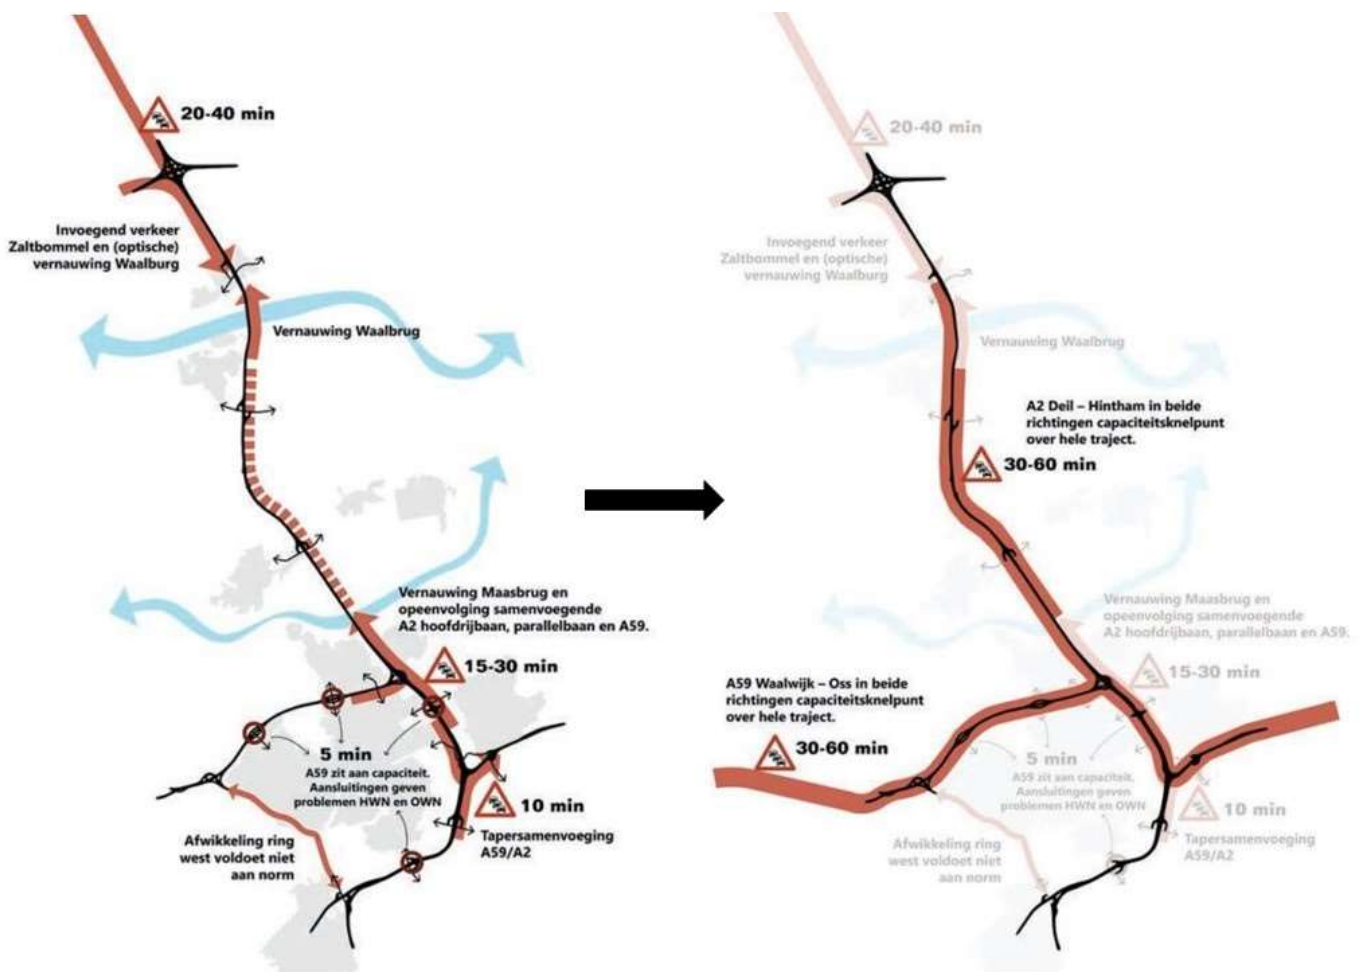 20-40 min
Invoegend verkeer
Zaltbommel en (optische)
vernauwing Waalburg
Vernauwing Waalbrug
Vernauwing Maasbrug en
opeenvolging samenvoegende
A2 hoofdrijbaan, parallelbaan en A59.
15-30 min
5 min
A59 zit aan capaciteit.
Aansluitingen geven
problemen HWN en OWN
10 min
Tapersamenvoeging
A59/A2
Afwikkeling ring
west voldoet niet
aan norm
20-40 min
Invoegend verkeer
Zaltbommel en (optische)
vernauwing Waalburg
Vernauwing Waalbrug
A2 Deil – Hintham in beide
richtingen capaciteitsknelpunt
over hele traject.
30-60 min
Vernauwing Maasbrug en
opeenvolging samenvoegende
A2 hoofdrijbaan, parallelbaan en A59.
15-30 min
A59 Waalwijk – Oss in beide
richtingen capaciteitsknelpunt
over hele traject.
30-60 min
5 min
A59 zit aan capaciteit.
Aansluitingen geven
problemen HWN en OWN
10 min
Tapersamenvoeging
A59/A2
Afwikkeling ring
west voldoet niet
aan norm